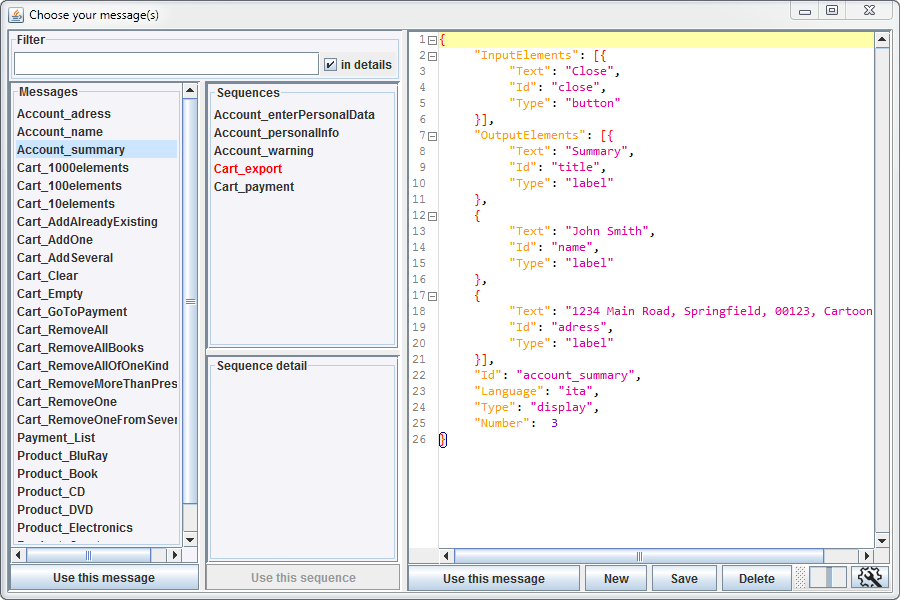 Choose your message(s)
Filter
in details
Messages
Account_adress
Account_name
Account_summary
Cart_1000elements
Cart_100elements
Cart_10elements
Cart_AddAlreadyExisting
Cart_AddOne
Cart_AddSeveral
Cart_Clear
Cart_Empty
Cart_GoToPayment
Cart_RemoveAll
Cart_RemoveAllBooks
Cart_RemoveAllOfOneKind
Cart_RemoveMoreThanPres
Cart_RemoveOne
Cart_RemoveOneFromSever
Payment_List
Product_BluRay
Product_Book
Product_CD
Product_DVD
Product_Electronics
Use this message
Sequences
Account_enterPersonalData
Account_personalInfo
Account_warning
Cart_export
Cart_payment
Sequence detail
Use this sequence
1 {
2 "InputElements": [{
3 "Text": "Close",
4 "Id": "close",
5 "Type": "button"
6 }],
7 "OutputElements": [{
8 "Text": "Summary",
9 "Id": "title",
10 "Type": "label"
11 },
12 {
13 "Text": "John Smith",
14 "Id": "name",
15 "Type": "label"
16 },
17 {
18 "Text": "1234 Main Road, Springfield, 00123, Cartoon
19 "Id": "adress",
20 "Type": "label"
21 }],
22 "Id": "account_summary",
23 "Language": "ita",
24 "Type": "display",
25 "Number": 3
26 }
Use this message
New
Save
Delete